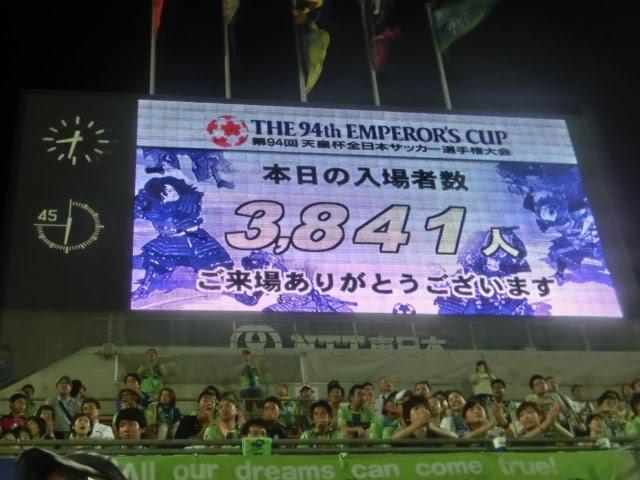 THE 94th EMPEROR'S CUP
第94回 天皇杯全日本サッカー選手権大会
本日の入場者数
3,841人
ご来場ありがとうございます
45
All our dreams can come true!